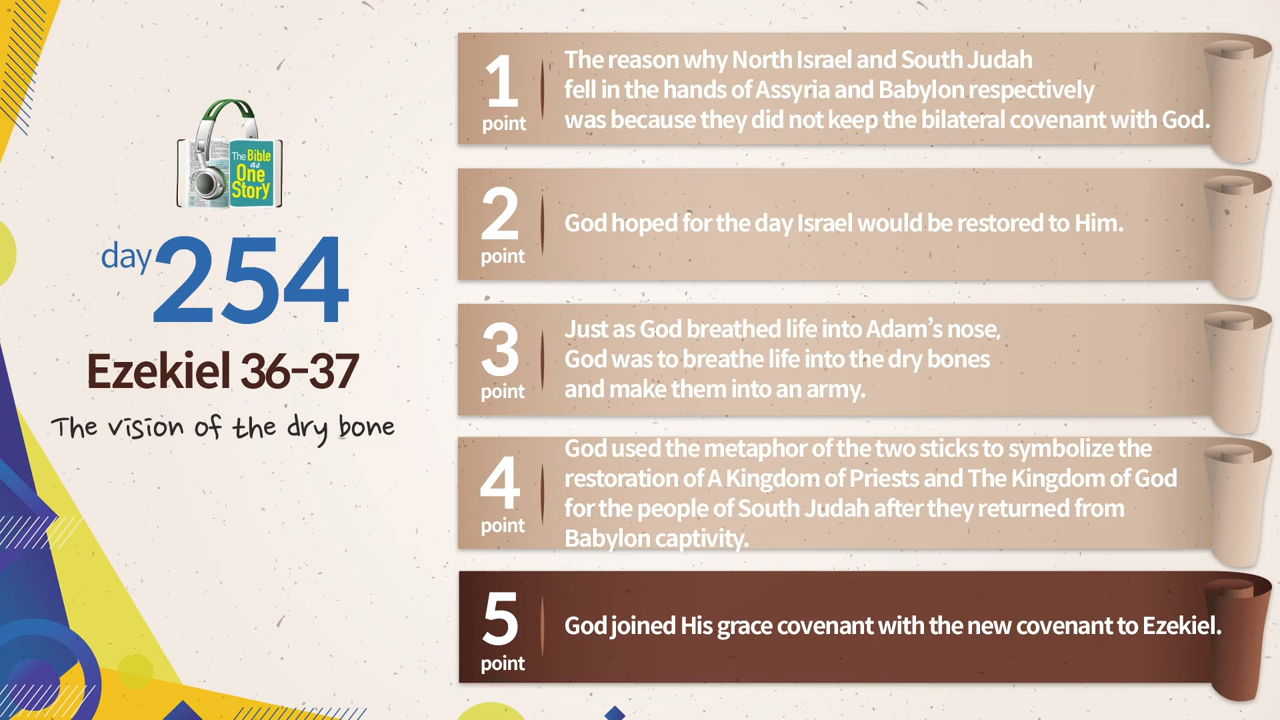 The Bible
as
One
Story
day 254
Ezekiel 36-37
The vision of the dry bone
1
point
The reason why North Israel and South Judah
fell in the hands of Assyria and Babylon respectively
was because they did not keep the bilateral covenant with God.
2
point
God hoped for the day Israel would be restored to Him.
3
point
Just as God breathed life into Adam's nose,
God was to breathe life into the dry bones
and make them into an army.
4
point
God used the metaphor of the two sticks to symbolize the
restoration of A Kingdom of Priests and The Kingdom of God
for the people of South Judah after they returned from
Babylon captivity.
5
point
God joined His grace covenant with the new covenant to Ezekiel.